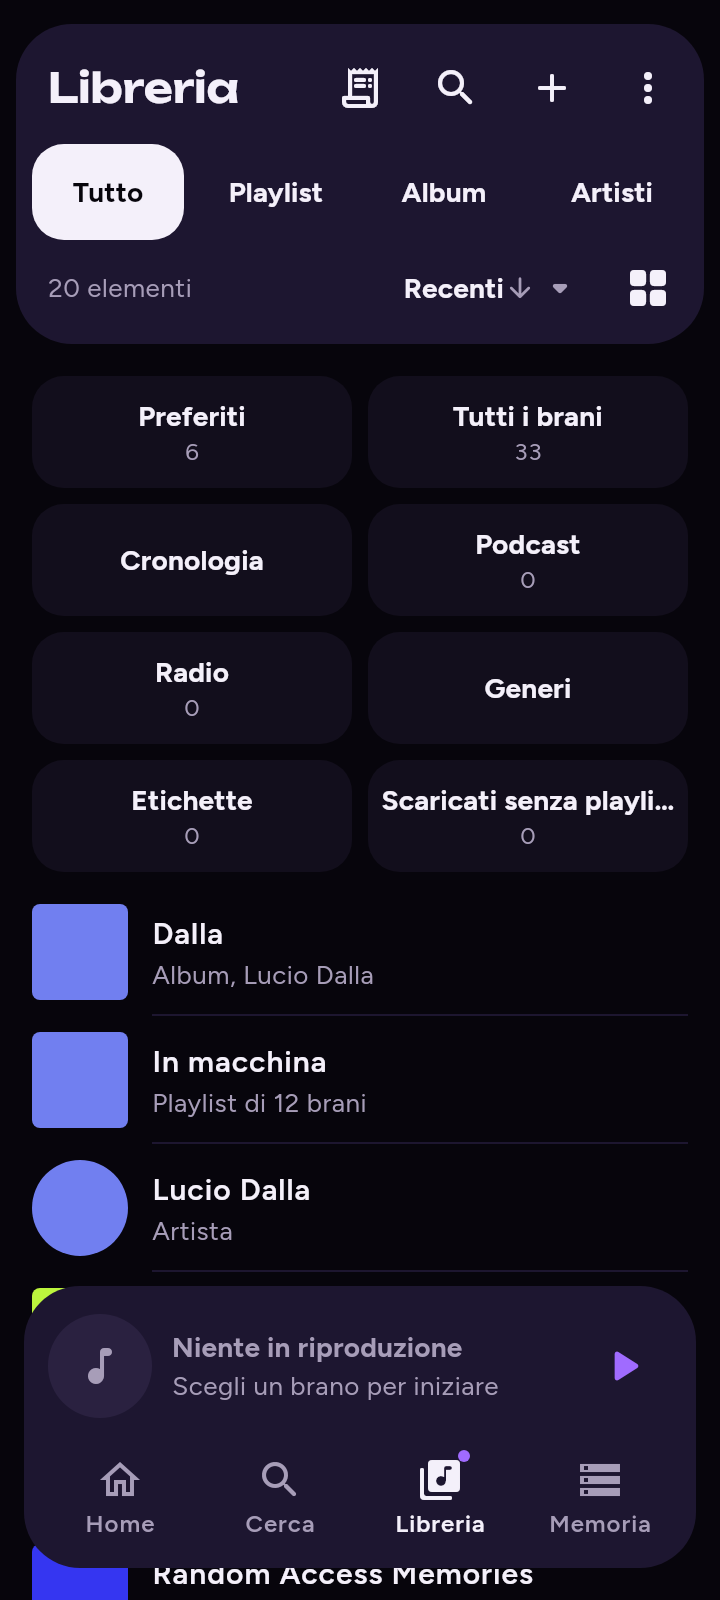 Libreria
Tutto
Playlist
Album
Artisti
20 elementi
Recenti
Preferiti
6
Tutti i brani
33
Cronologia
Podcast
0
Radio
0
Generi
Etichette
0
Scaricati senza playli...
0
Dalla
Album, Lucio Dalla
In macchina
Playlist di 12 brani
Lucio Dalla
Artista
Niente in riproduzione
Scegli un brano per iniziare
Home
Cerca
Libreria
Memoria
Random Access Memories